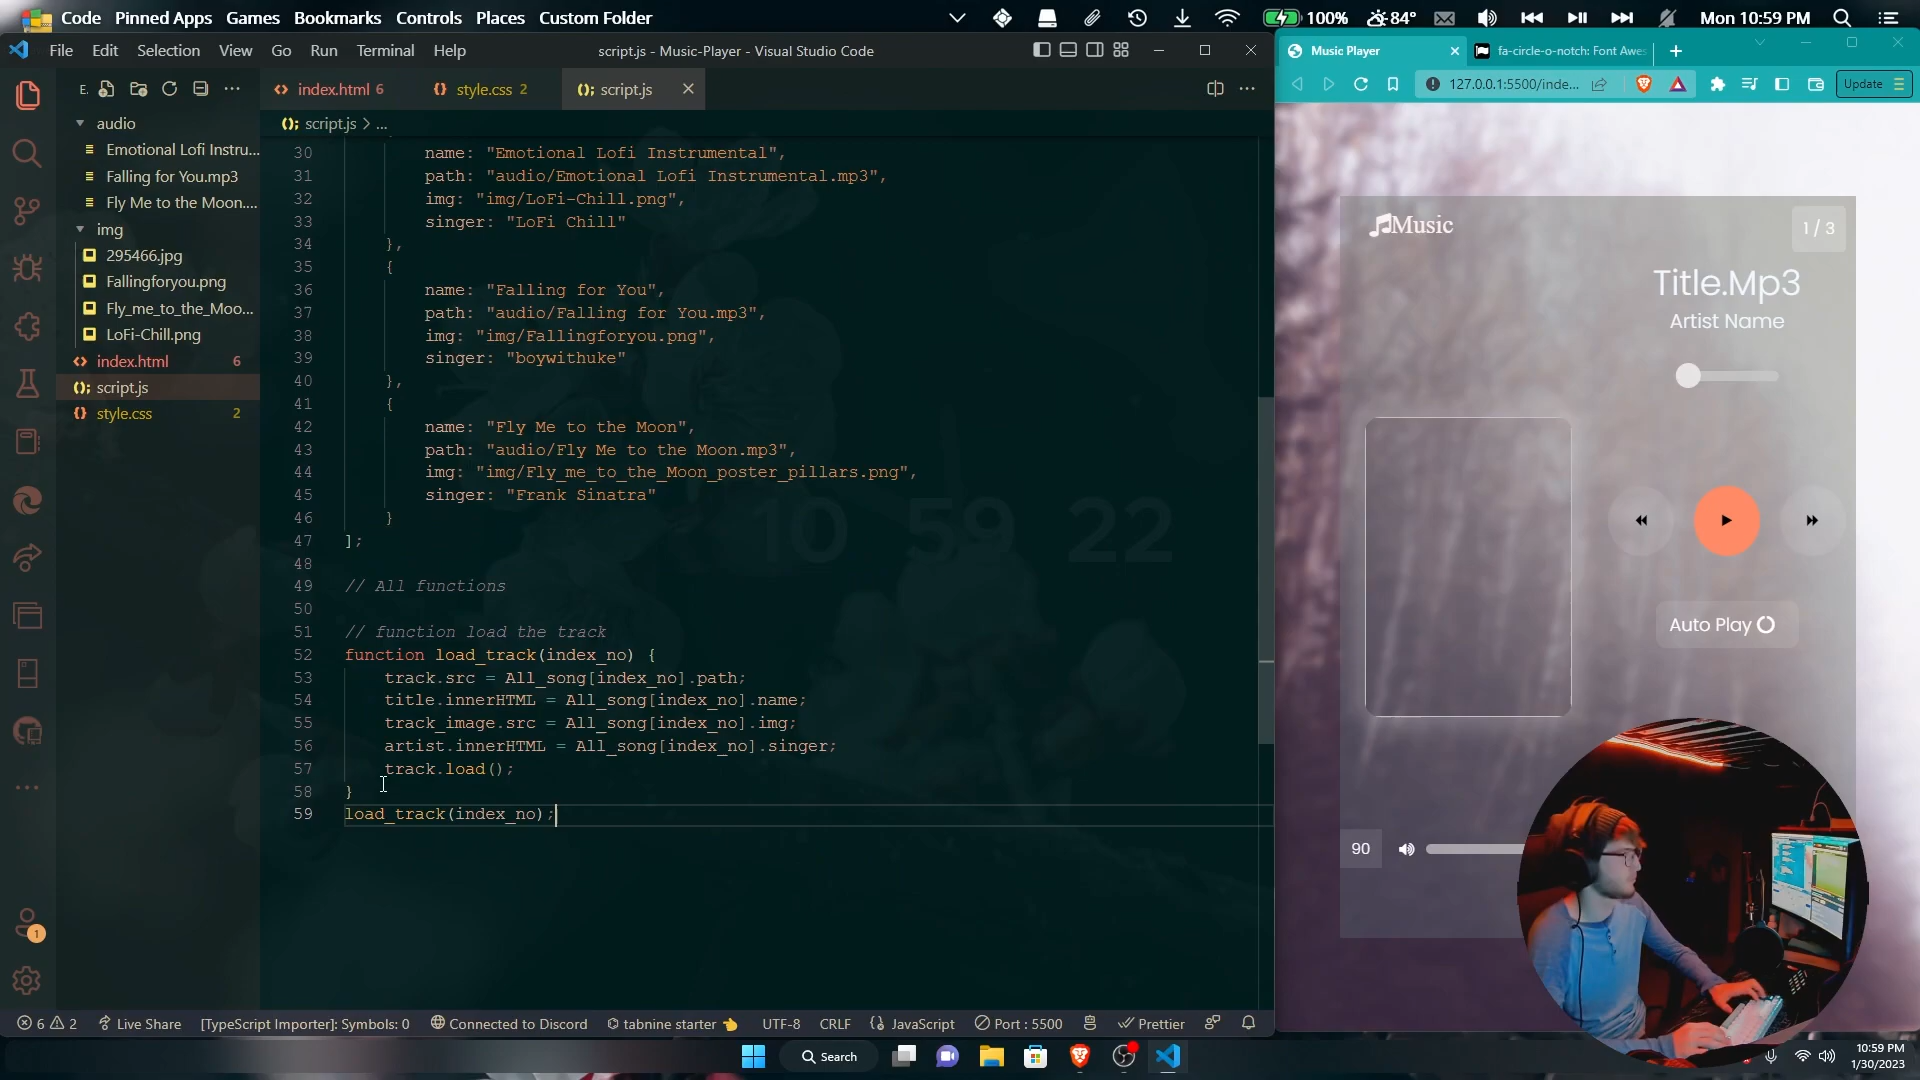 Code Pinned Apps Games Bookmarks Controls Places Custom Folder
100% 84° Mon 10:59 PM
File Edit Selection View Go Run Terminal Help
script.js - Music-Player - Visual Studio Code
E.
index.html 6
style.css 2
script.js
script.js > ...
audio
Emotional Lofi Instru...
Falling for You.mp3
Fly Me to the Moon....
img
295466.jpg
Fallingforyou.png
Fly_me_to_the_Moo...
LoFi-Chill.png
index.html 6
script.js
style.css 2
1
30 name: "Emotional Lofi Instrumental",
31 path: "audio/Emotional Lofi Instrumental.mp3",
32 img: "img/LoFi-Chill.png",
33 singer: "LoFi Chill"
34 },
35 {
36 name: "Falling for You",
37 path: "audio/Falling for You.mp3",
38 img: "img/Fallingforyou.png",
39 singer: "boywithuke"
40 },
41 {
42 name: "Fly Me to the Moon",
43 path: "audio/Fly Me to the Moon.mp3",
44 img: "img/Fly_me_to_the_Moon_poster_pillars.png",
45 singer: "Frank Sinatra"
46 }
47 ];
48
49 // All functions
50
51 // function load the track
52 function load_track(index_no) {
53 track.src = All_song[index_no].path;
54 title.innerHTML = All_song[index_no].name;
55 track_image.src = All_song[index_no].img;
56 artist.innerHTML = All_song[index_no].singer;
57 track.load();
58 }
59 load_track(index_no);
10 59 22
6 2 Live Share [TypeScript Importer]: Symbols: 0 Connected to Discord tabnine starter UTF-8 CRLF JavaScript Port : 5500 Prettier
Music Player
fa-circle-o-notch: Font Awes
127.0.0.1:5500/inde...
Update
Music
1 / 3
Title.Mp3
Artist Name
Auto Play
90
Search
10:59 PM
1/30/2023